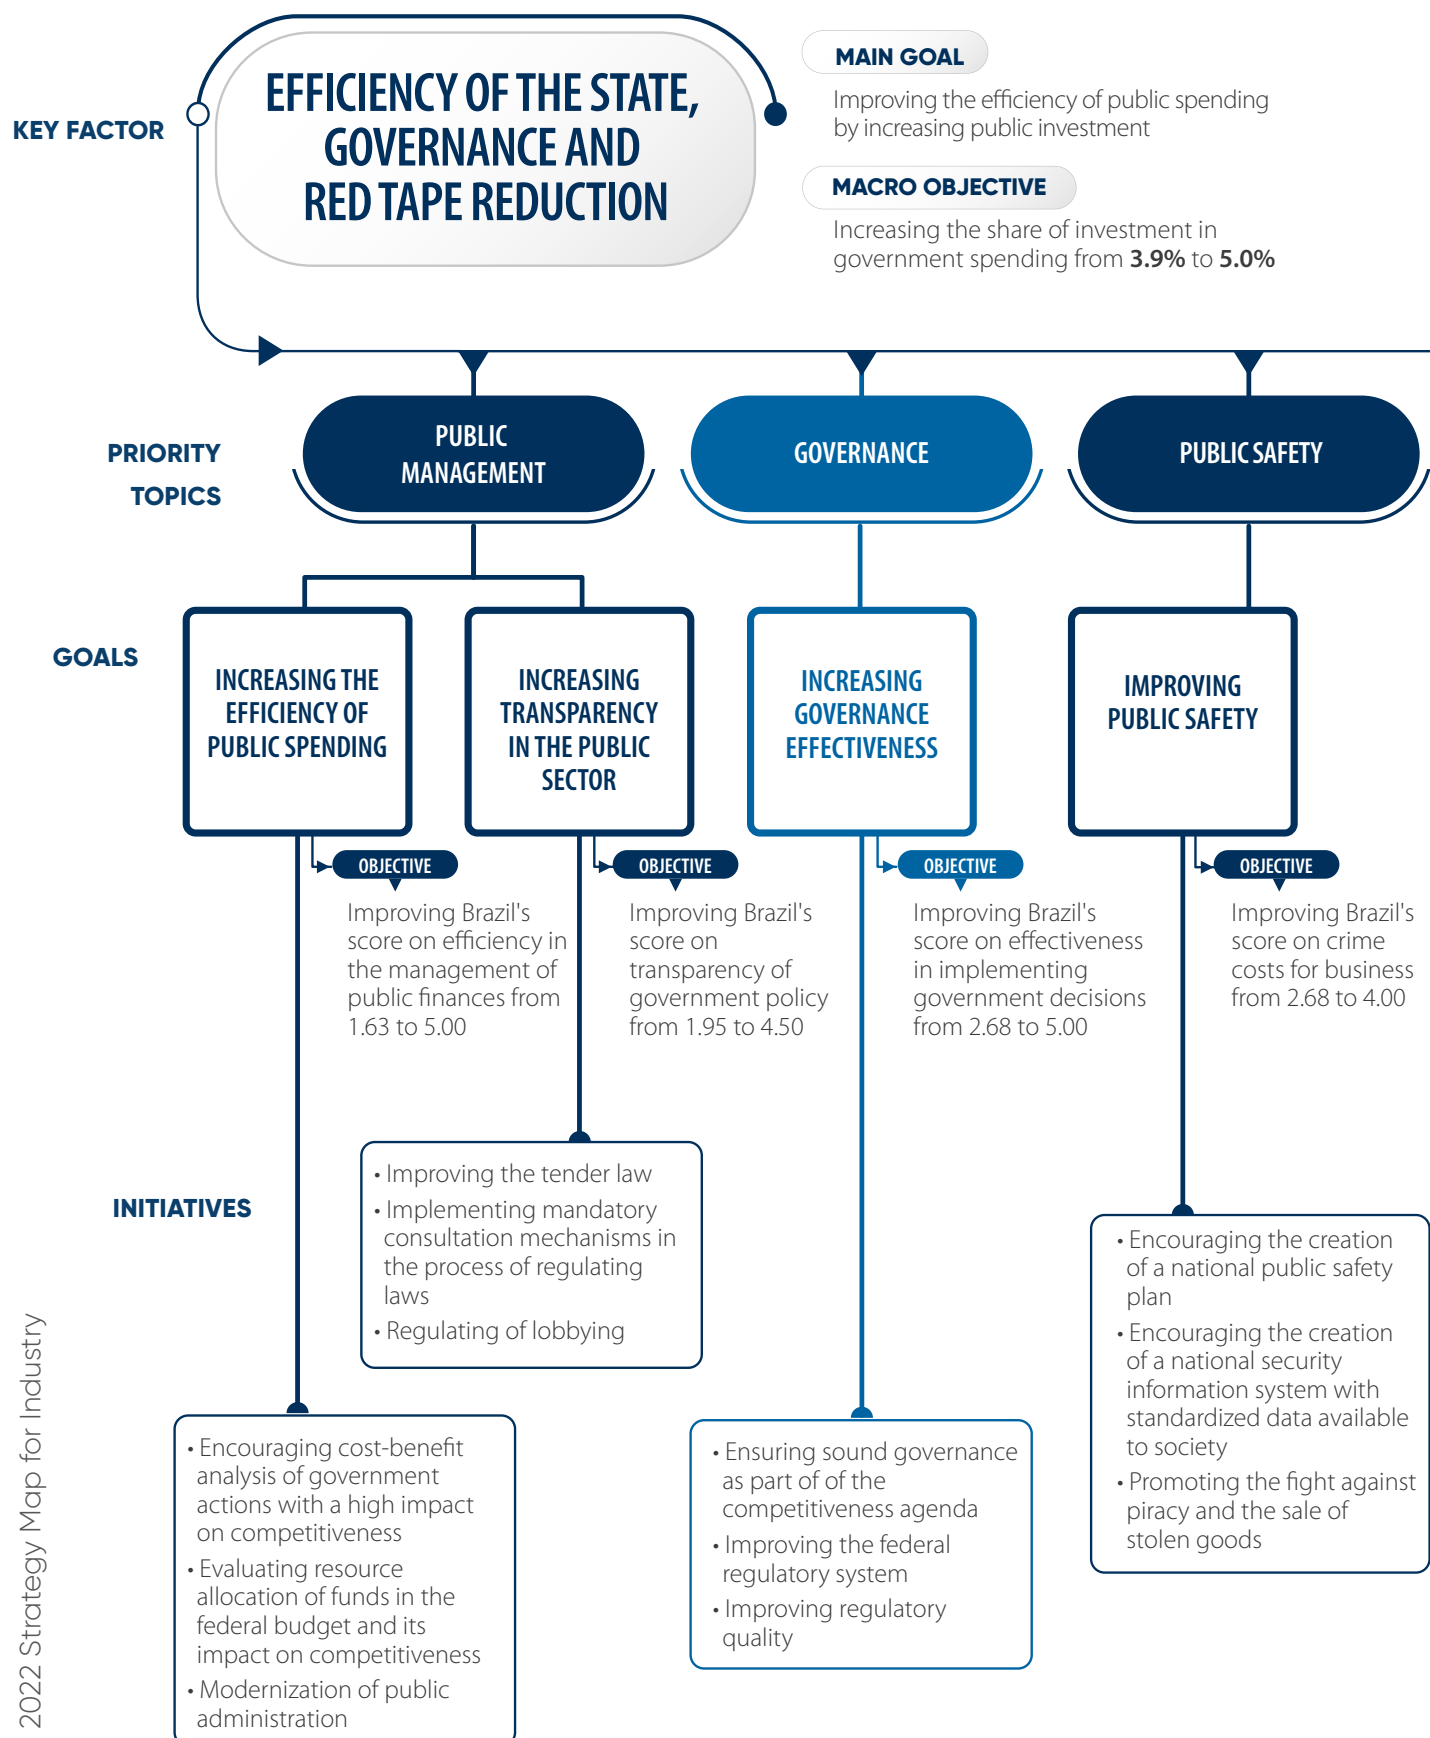 KEY FACTOR
EFFICIENCY OF THE STATE,
GOVERNANCE AND
RED TAPE REDUCTION
MAIN GOAL
Improving the efficiency of public spending
by increasing public investment
MACRO OBJECTIVE
Increasing the share of investment in
government spending from 3.9% to 5.0%
PRIORITY
TOPICS
PUBLIC
MANAGEMENT
GOVERNANCE
PUBLIC SAFETY
GOALS
INCREASING THE
EFFICIENCY OF
PUBLIC SPENDING
INCREASING
TRANSPARENCY
IN THE PUBLIC
SECTOR
INCREASING
GOVERNANCE
EFFECTIVENESS
IMPROVING
PUBLIC SAFETY
OBJECTIVE
Improving Brazil's
score on efficiency in
the management of
public finances from
1.63 to 5.00
OBJECTIVE
Improving Brazil's
score on
transparency of
government policy
from 1.95 to 4.50
OBJECTIVE
Improving Brazil's
score on effectiveness
in implementing
government decisions
from 2.68 to 5.00
OBJECTIVE
Improving Brazil's
score on crime
costs for business
from 2.68 to 4.00
INITIATIVES
• Encouraging cost-benefit
analysis of government
actions with a high impact
on competitiveness
• Evaluating resource
allocation of funds in the
federal budget and its
impact on competitiveness
• Modernization of public
administration
• Improving the tender law
• Implementing mandatory
consultation mechanisms in
the process of regulating
laws
• Regulating of lobbying
• Ensuring sound governance
as part of of the
competitiveness agenda
• Improving the federal
regulatory system
• Improving regulatory
quality
• Encouraging the creation
of a national public safety
plan
• Encouraging the creation
of a national security
information system with
standardized data available
to society
• Promoting the fight against
piracy and the sale of
stolen goods
2022 Strategy Map for Industry